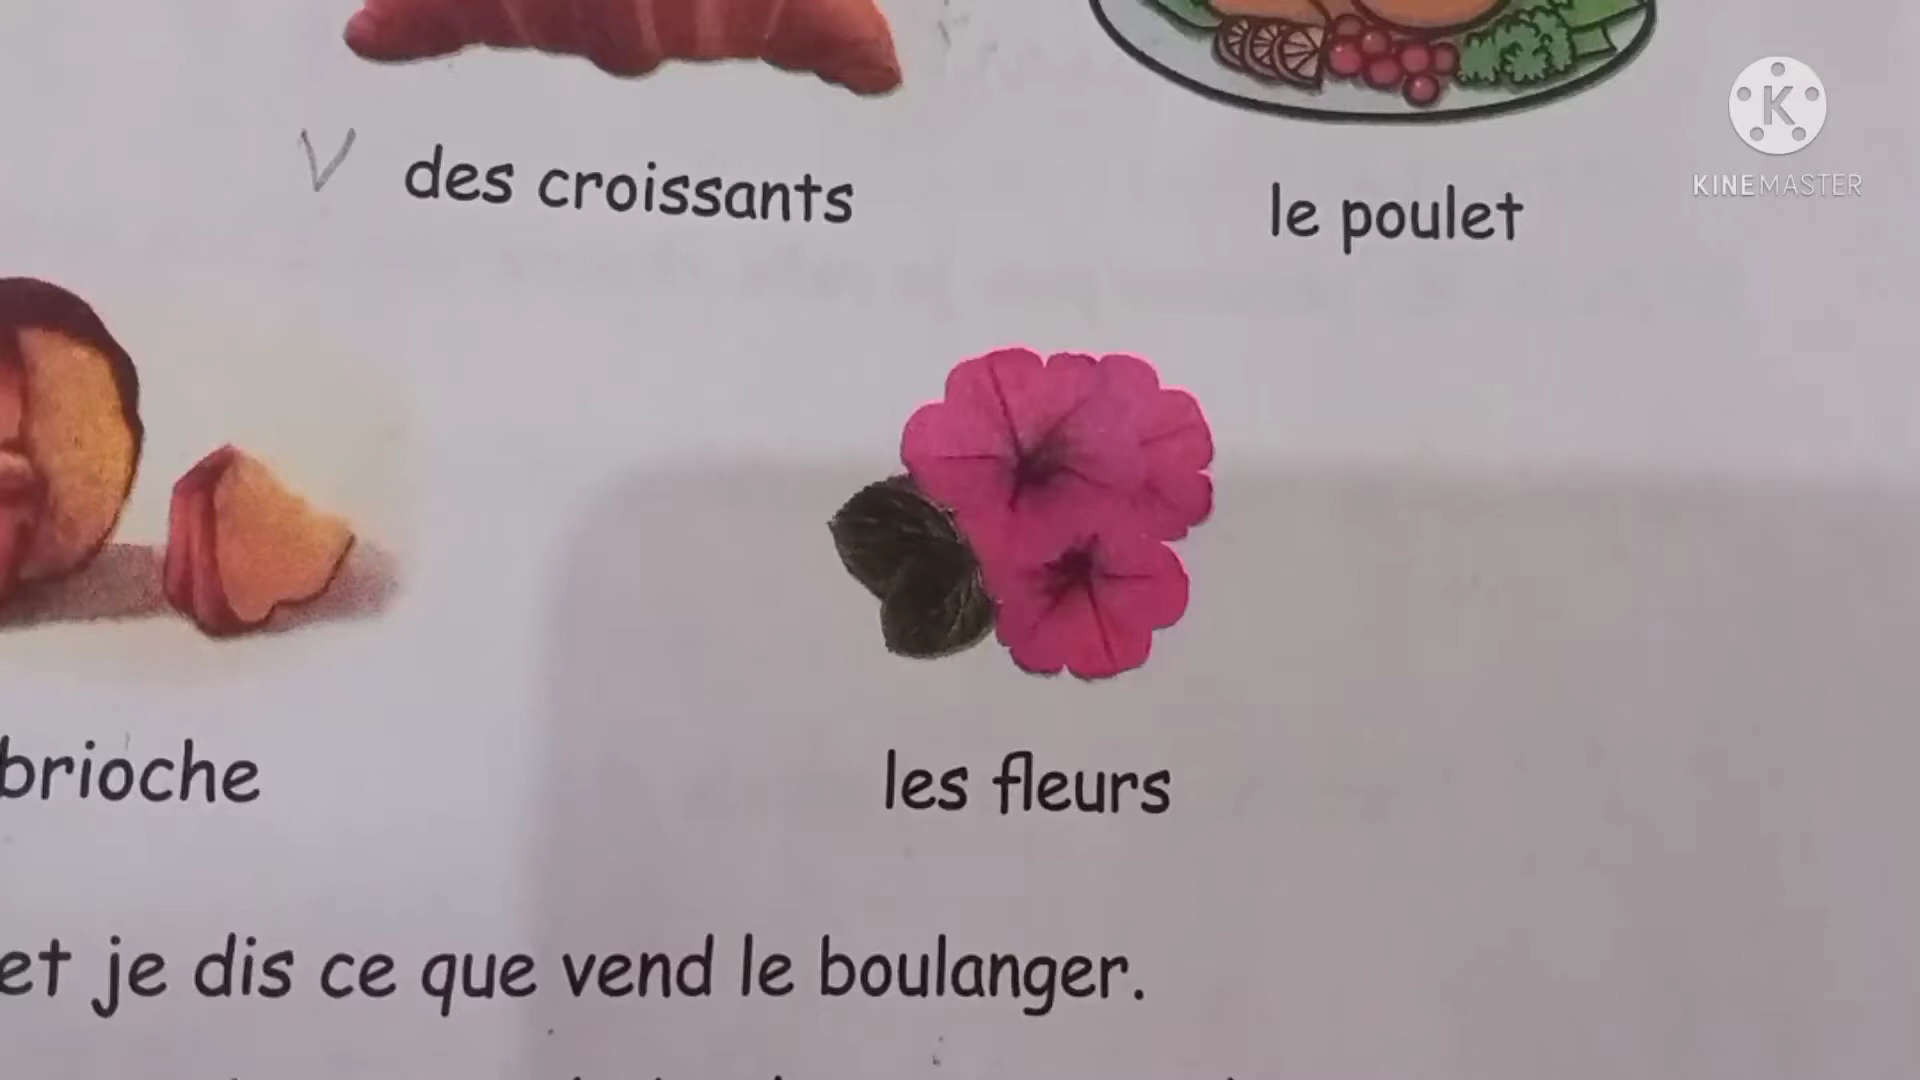 V des croissants
le poulet
KINEMASTER
brioche
les fleurs
et je dis ce que vend le boulanger.